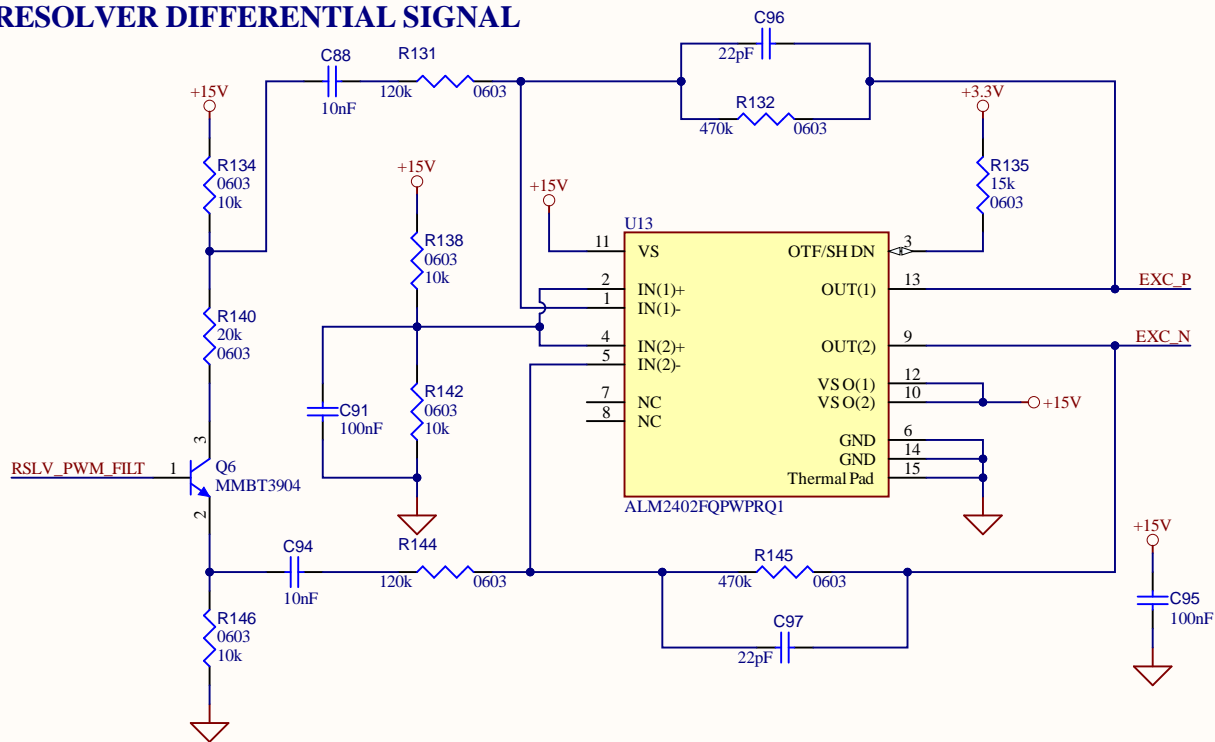 RESOLVER DIFFERENTIAL SIGNAL
C96
22pF
C88
10nF
R131
120k
0603
R132
470k
0603
+15V
+3.3V
R134
0603
10k
R135
15k
0603
+15V
+15V
R138
0603
10k
U13
11
VS
OTF/SH DN
3
2
IN(1)+
OUT(1)
13
EXC_P
1
IN(1)-
4
IN(2)+
OUT(2)
9
EXC_N
5
IN(2)-
VS O(1)
12
7
NC
VS O(2)
10
+15V
8
NC
GND
6
GND
14
Thermal Pad
15
ALM2402FQPWPRQ1
R140
20k
0603
C91
100nF
R142
0603
10k
3
RSLV_PWM_FILT
1
Q6
MMBT3904
2
C94
10nF
R144
120k
0603
R145
470k
0603
C97
22pF
R146
0603
10k
+15V
C95
100nF